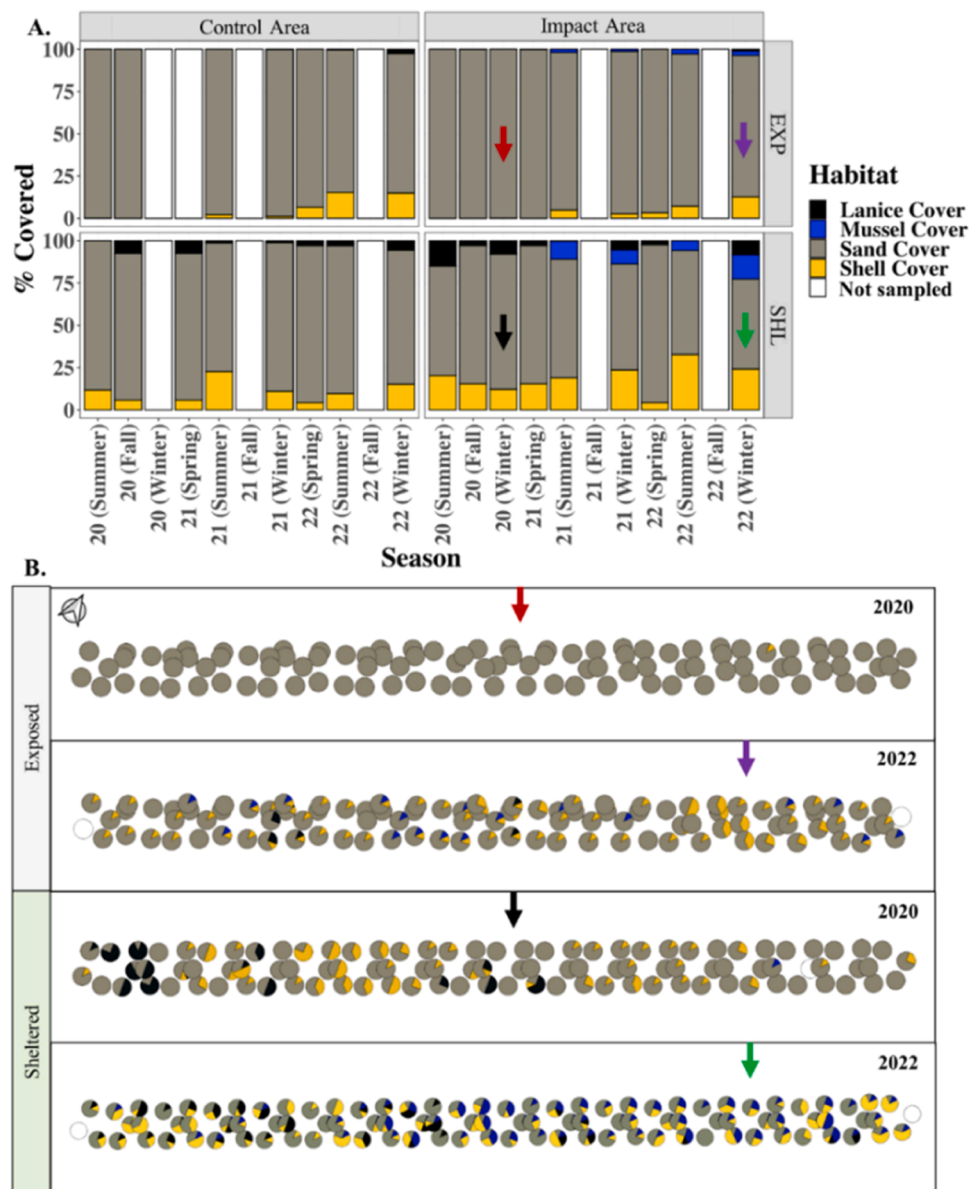 A.
Control Area
Impact Area
% Covered
100
75
50
25
0
EXP
100
75
50
25
0
SHL
20 (Summer)
20 (Fall)
20 (Winter)
21 (Spring)
21 (Summer)
21 (Fall)
21 (Winter)
22 (Spring)
22 (Summer)
22 (Fall)
22 (Winter)
20 (Summer)
20 (Fall)
20 (Winter)
21 (Spring)
21 (Summer)
21 (Fall)
21 (Winter)
22 (Spring)
22 (Summer)
22 (Fall)
22 (Winter)
Season
Habitat
Lanice Cover
Mussel Cover
Sand Cover
Shell Cover
Not sampled
B.
Exposed
2020
2022
Sheltered
2020
2022